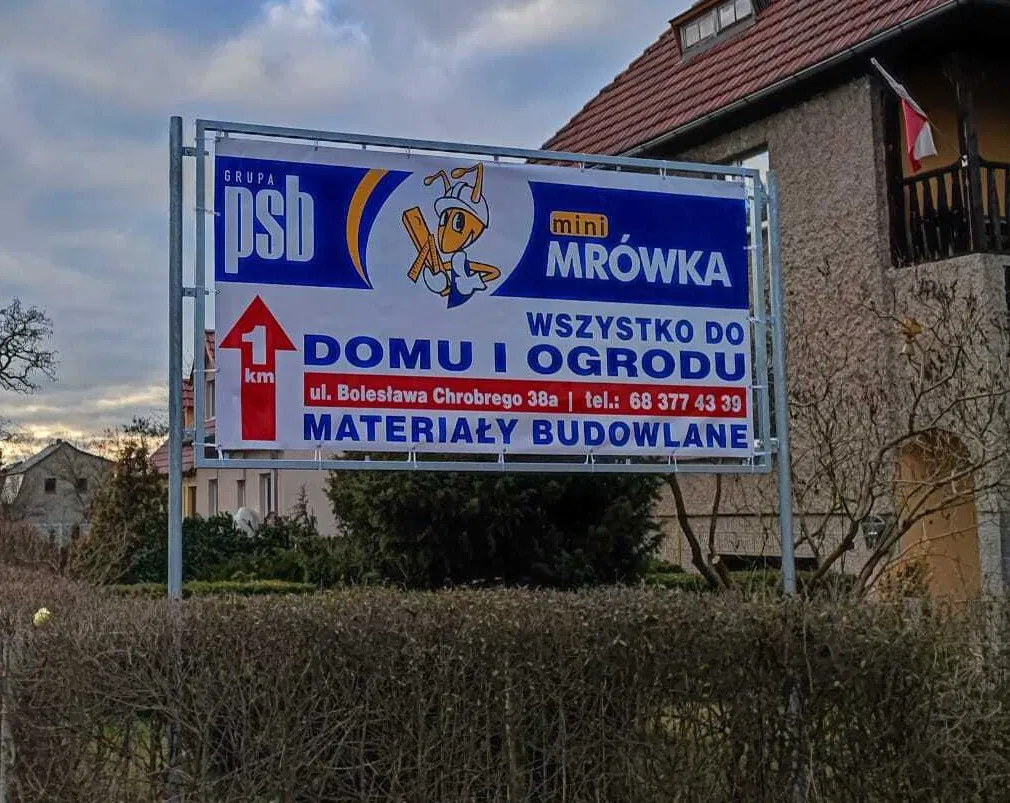 GRUPA
psb
mini
MRÓWKA
1
km
WSZYSTKO DO
DOMU I OGRODU
ul. Bolesława Chrobrego 38a | tel.: 68 377 43 39
MATERIAŁY BUDOWLANE